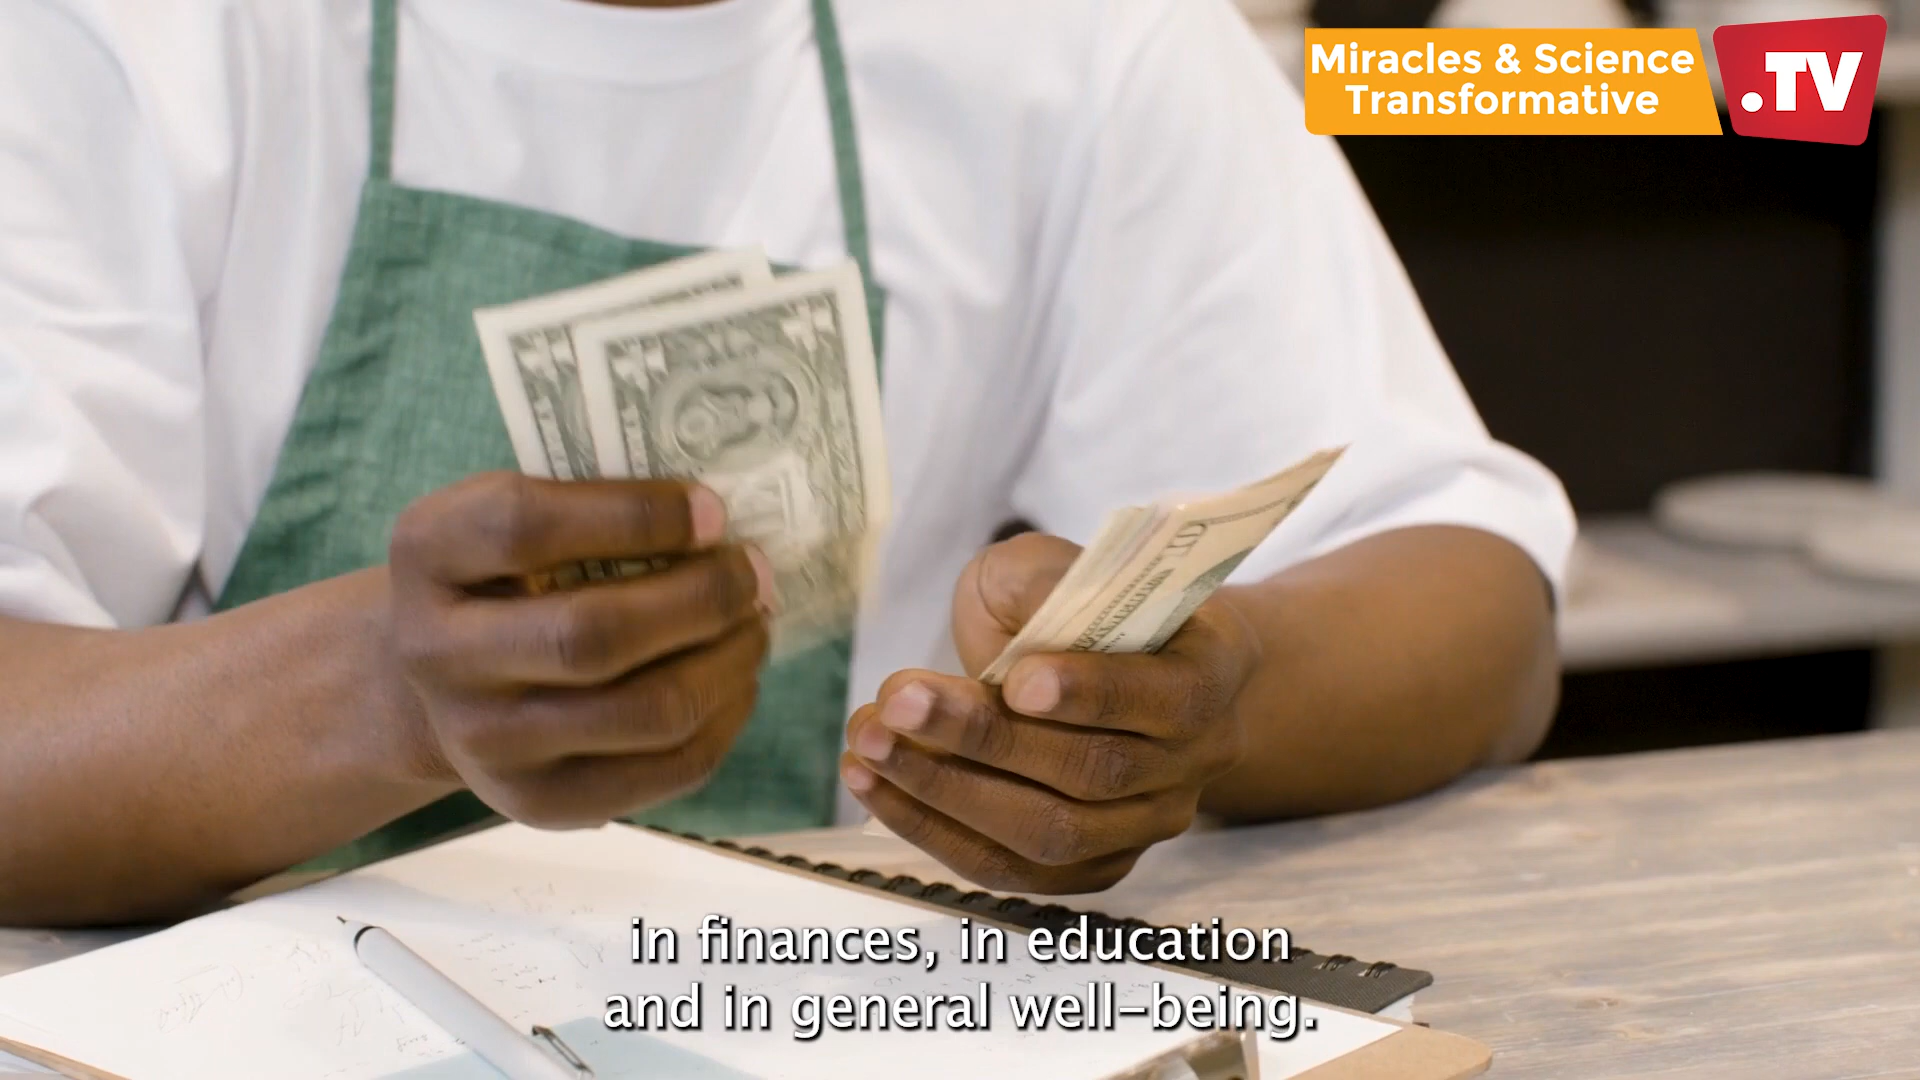 Miracles & Science
Transformative
.TV
in finances, in education
and in general well-being.